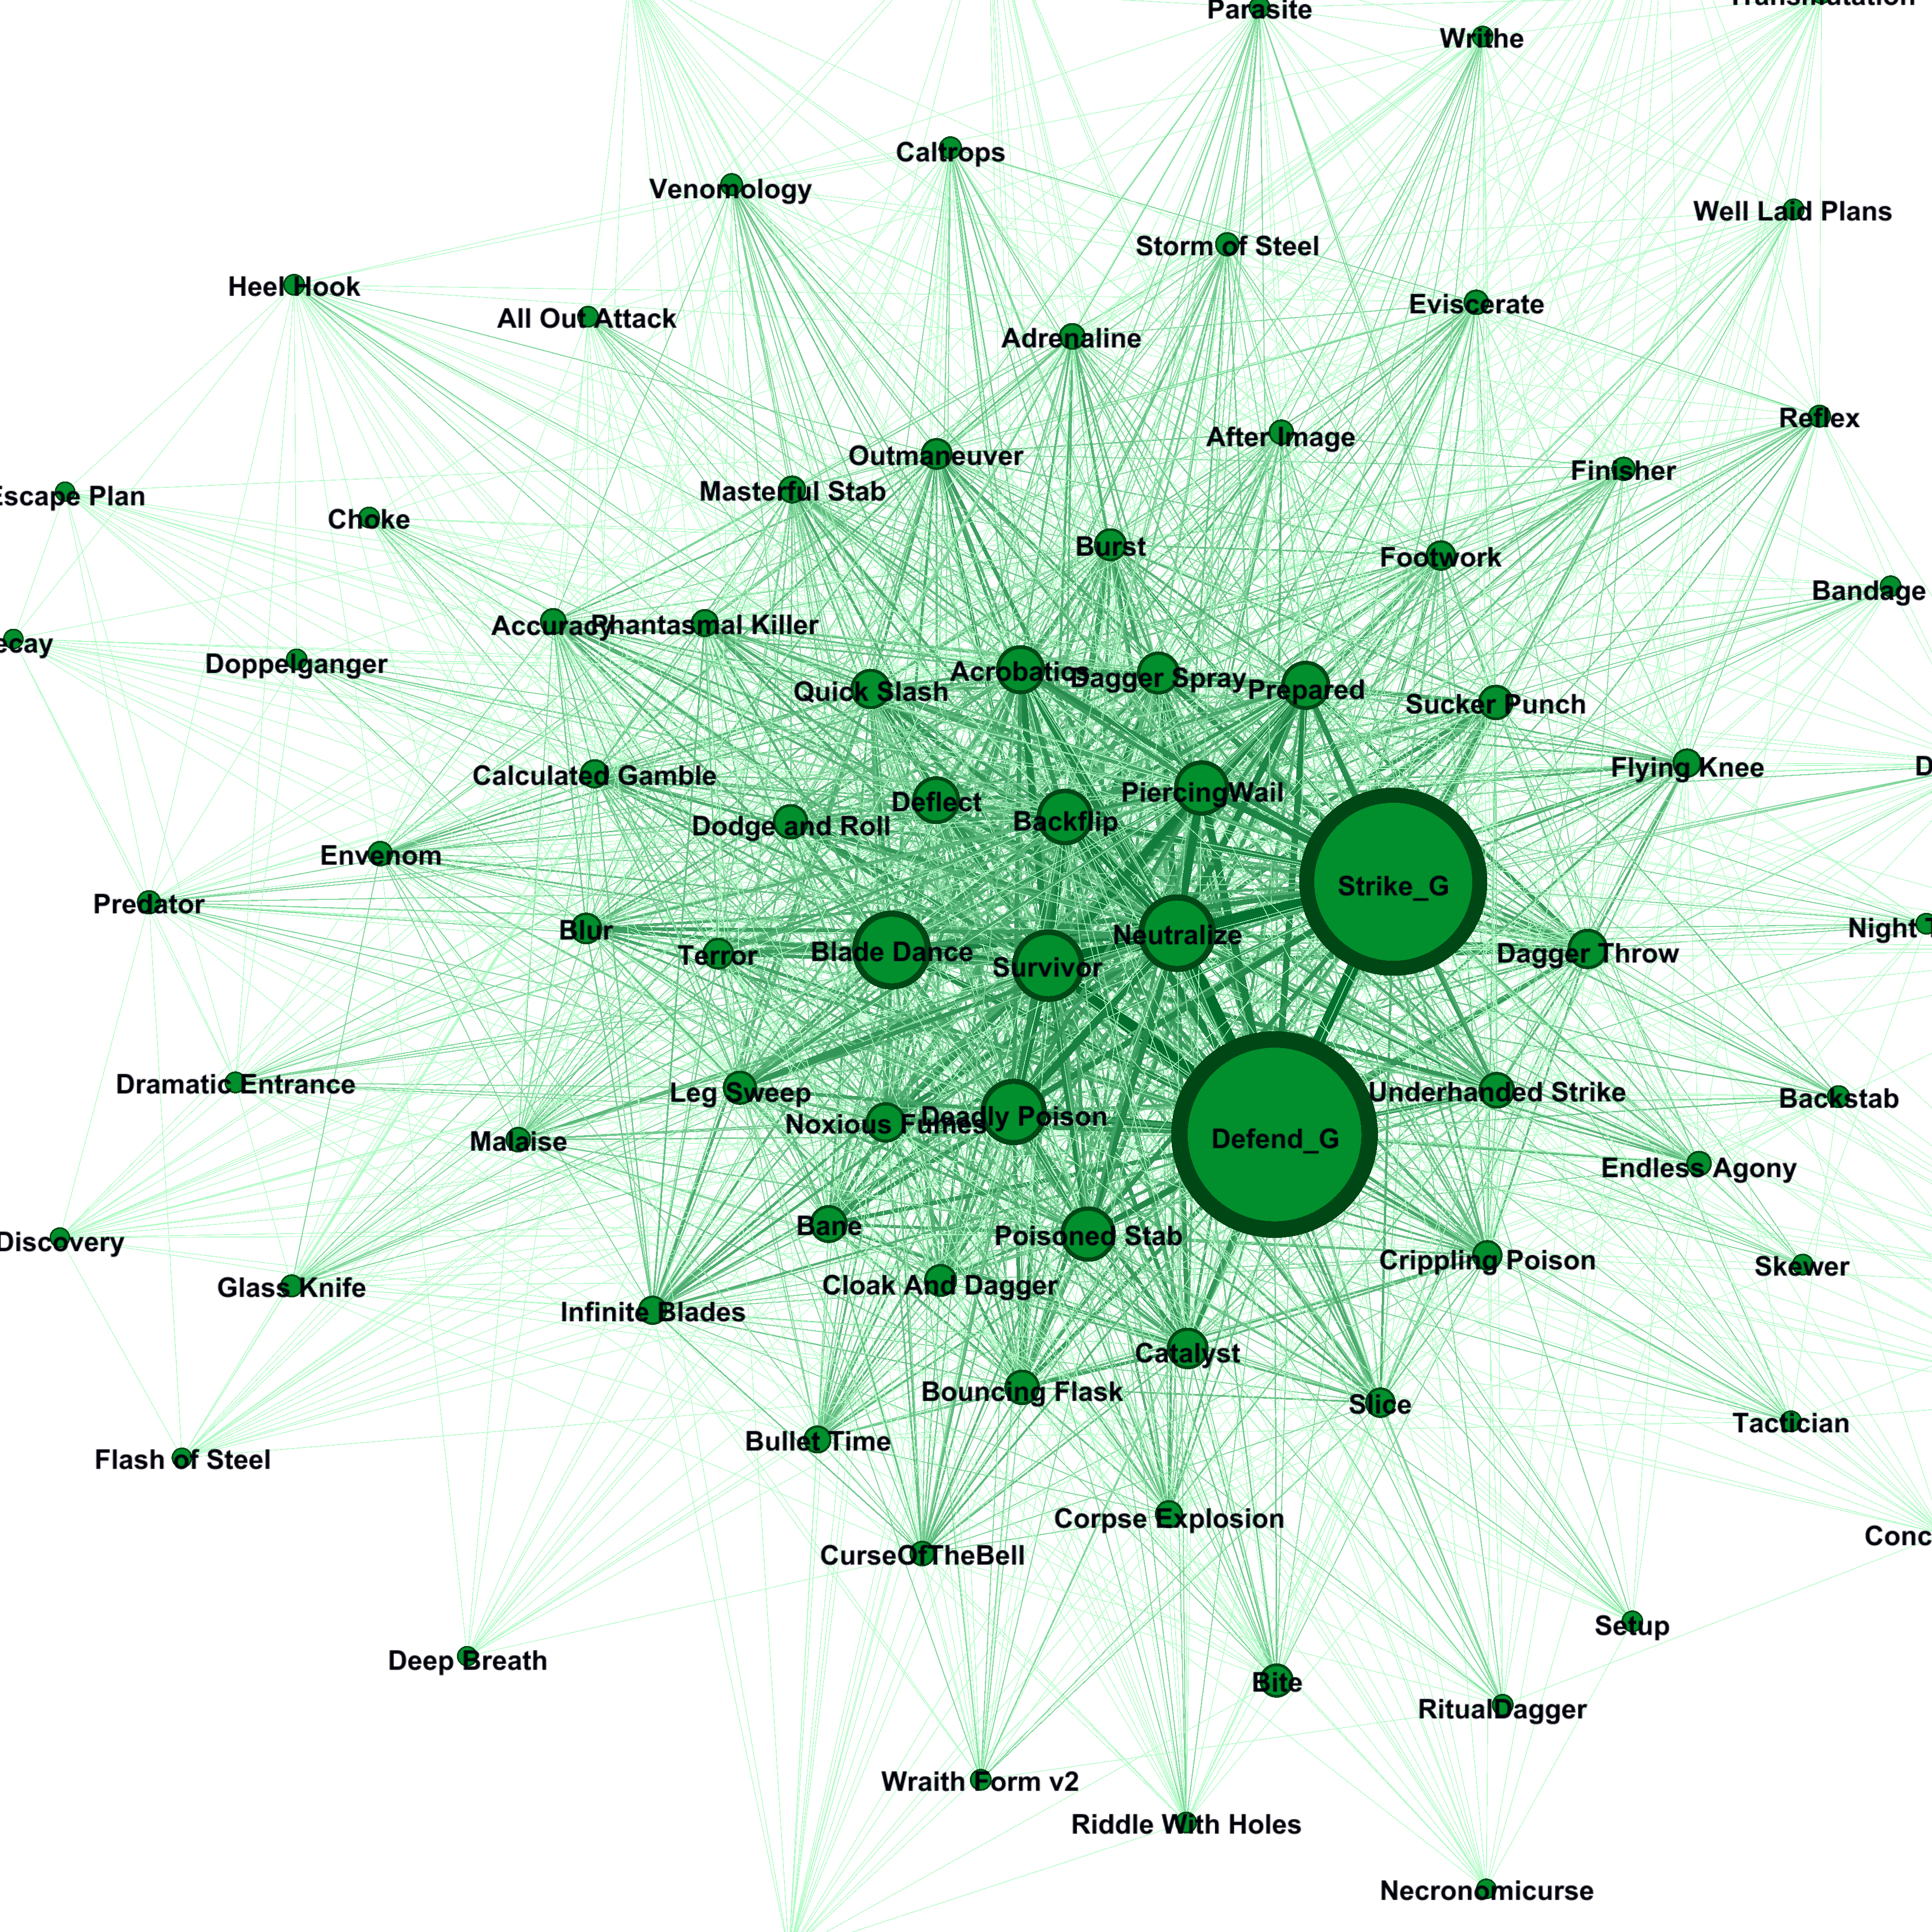 Parasite
Writhe
Caltrops
Venomology
Well Laid Plans
Storm of Steel
Heel Hook
All Out Attack
Eviscerate
Adrenaline
Reflex
After Image
Outmaneuver
Finisher
Masterful Stab
Escape Plan
Choke
Burst
Footwork
Bandage
Accuracy
Phantasmal Killer
ecay
Doppelganger
Acrobatics
Dagger Spray
Prepared
Quick Slash
Sucker Punch
Flying Knee
D
Calculated Gamble
PiercingWail
Deflect
Backflip
Dodge and Roll
Envenom
Strike_G
Predator
Blur
Night T
Neutralize
Blade Dance
Terror
Dagger Throw
Survivor
Dramatic Entrance
Leg Sweep
Underhanded Strike
Backstab
Noxious Fumes
Deadly Poison
Malaise
Defend_G
Endless Agony
Bane
Poisoned Stab
Discovery
Crippling Poison
Skewer
Glass Knife
Cloak And Dagger
Infinite Blades
Catalyst
Bouncing Flask
Slice
Tactician
Bullet Time
Flash of Steel
Corpse Explosion
Conc
CurseOfTheBell
Setup
Deep Breath
Bite
RitualDagger
Wraith Form v2
Riddle With Holes
Necronomicurse